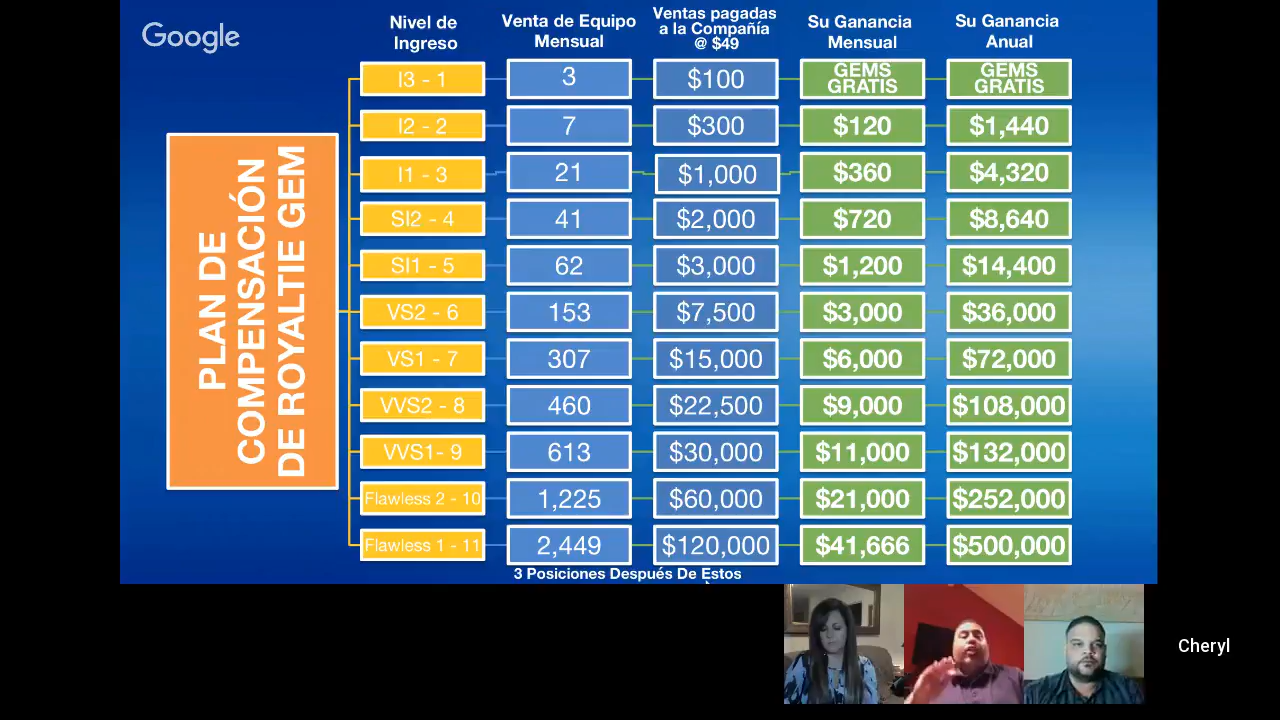 Google
Nivel de
Ingreso
Venta de Equipo
Mensual
Ventas pagadas
a la Compañía
@ $49
Su Ganancia
Mensual
Su Ganancia
Anual
PLAN DE
COMPENSACIÓN
DE ROYALTIE GEM
I3 - 1 3 $100 GEMS GRATIS GEMS GRATIS
I2 - 2 7 $300 $120 $1,440
I1 - 3 21 $1,000 $360 $4,320
SI2 - 4 41 $2,000 $720 $8,640
SI1 - 5 62 $3,000 $1,200 $14,400
VS2 - 6 153 $7,500 $3,000 $36,000
VS1 - 7 307 $15,000 $6,000 $72,000
VVS2 - 8 460 $22,500 $9,000 $108,000
VVS1- 9 613 $30,000 $11,000 $132,000
Flawless 2 - 10 1,225 $60,000 $21,000 $252,000
Flawless 1 - 11 2,449 $120,000 $41,666 $500,000
3 Posiciones Después De Estos
Cheryl